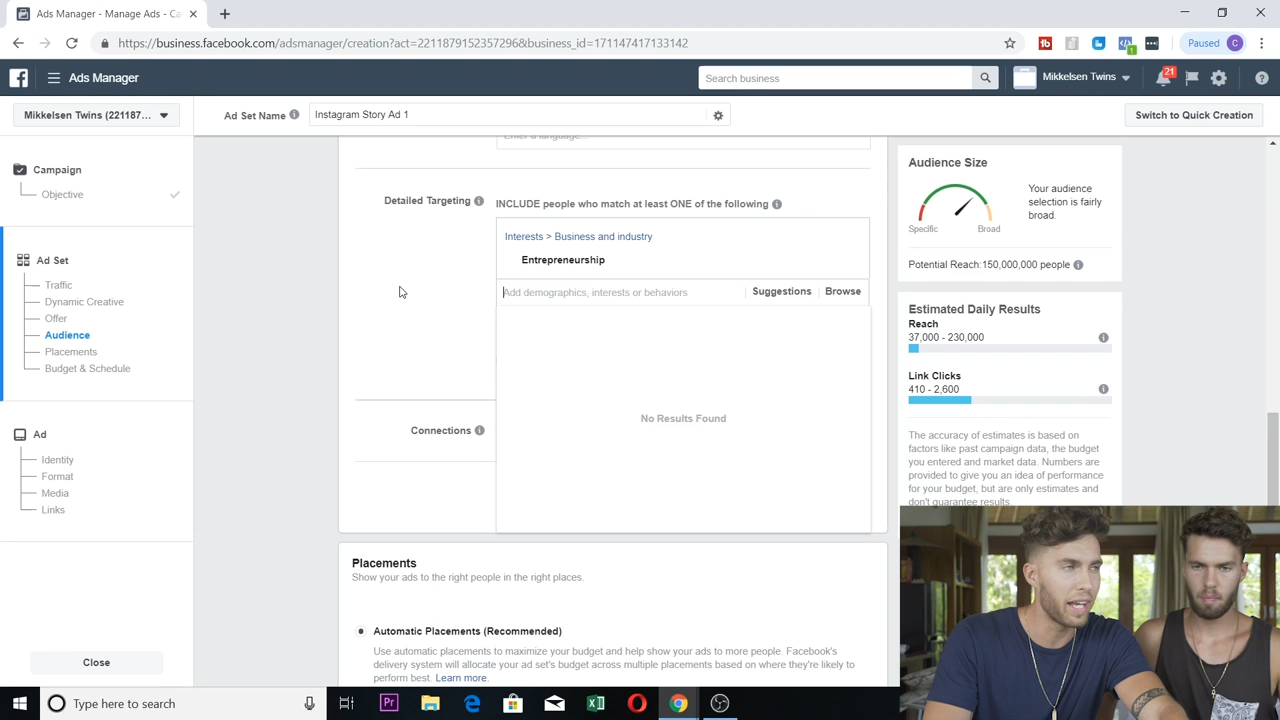 Ads Manager - Manage Ads - Ca
https://business.facebook.com/adsmanager/creation?act=2211879152357296&business_id=171147417133142
Paused C
Ads Manager
Search business
Mikkelsen Twins
21
Mikkelsen Twins (221187...
Ad Set Name
Instagram Story Ad 1
Switch to Quick Creation
Campaign
Objective
Ad Set
Traffic
Dynamic Creative
Offer
Audience
Placements
Budget & Schedule
Ad
Identity
Format
Media
Links
Close
Enter a language...
Detailed Targeting
INCLUDE people who match at least ONE of the following
Interests > Business and industry
Entrepreneurship
Add demographics, interests or behaviors
Suggestions
Browse
No Results Found
Connections
Placements
Show your ads to the right people in the right places.
Automatic Placements (Recommended)
Use automatic placements to maximize your budget and help show your ads to more people. Facebook's
delivery system will allocate your ad set's budget across multiple placements based on where they're likely to
perform best. Learn more.
Audience Size
Your audience
selection is fairly
broad.
Specific
Broad
Potential Reach:150,000,000 people
Estimated Daily Results
Reach
37,000 - 230,000
Link Clicks
410 - 2,600
The accuracy of estimates is based on
factors like past campaign data, the budget
you entered and market data. Numbers are
provided to give you an idea of performance
for your budget, but are only estimates and
don't guarantee results.
Type here to search
Pr